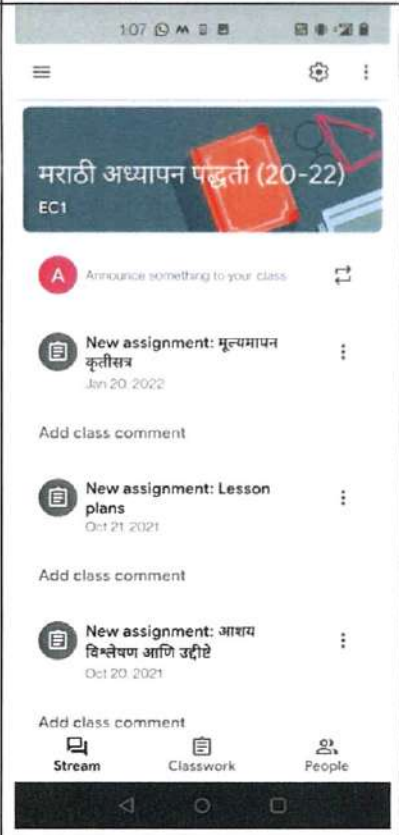 107
मराठी अध्यापन पद्धती (20-22)
EC1
A
Announce something to your class
New assignment: मूल्यमापन
कृतीसत्र
Jan 20, 2022
Add class comment
New assignment: Lesson
plans
Oct 21, 2021
Add class comment
New assignment: आशय
विश्लेषण आणि उद्दीष्टे
Oct 20, 2021
Add class comment
Stream Classwork People